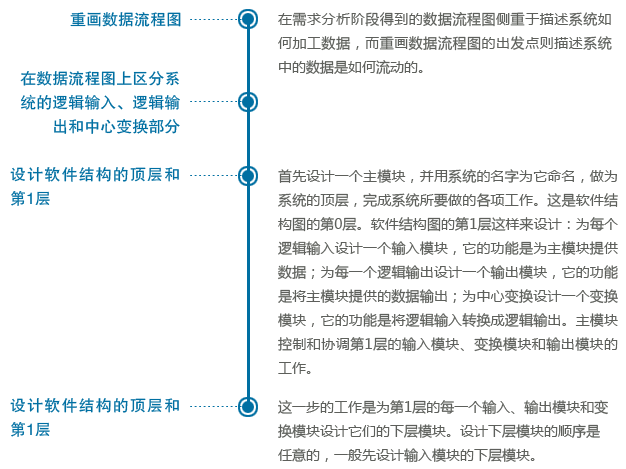 重画数据流程图
在需求分析阶段得到的数据流程图侧重于描述系统如
何加工数据，而重画数据流程图的出发点则描述系统
中的数据是如何流动的。
在数据流程图上区分系
统的逻辑输入、逻辑输
出和中心变换部分
设计软件结构的顶层和
第1层
首先设计一个主模块，并用系统的名字为它命名，做为
系统的顶层，完成系统所要做的各项工作。这是软件结
构图的第0层。软件结构图的第1层这样来设计：为每个
逻辑输入设计一个输入模块，它的功能是为主模块提供
数据；为每一个逻辑输出设计一个输出模块，它的功能
是将主模块提供的数据输出；为中心变换设计一个变换
模块，它的功能是将逻辑输入转换成逻辑输出。主模块
控制和协调第1层的输入模块、变换模块和输出模块的
工作。
设计软件结构的顶层和
第1层
这一步的工作是为第1层的每一个输入、输出模块和变
换模块设计它们的下层模块。设计下层模块的顺序是
任意的，一般先设计输入模块的下层模块。